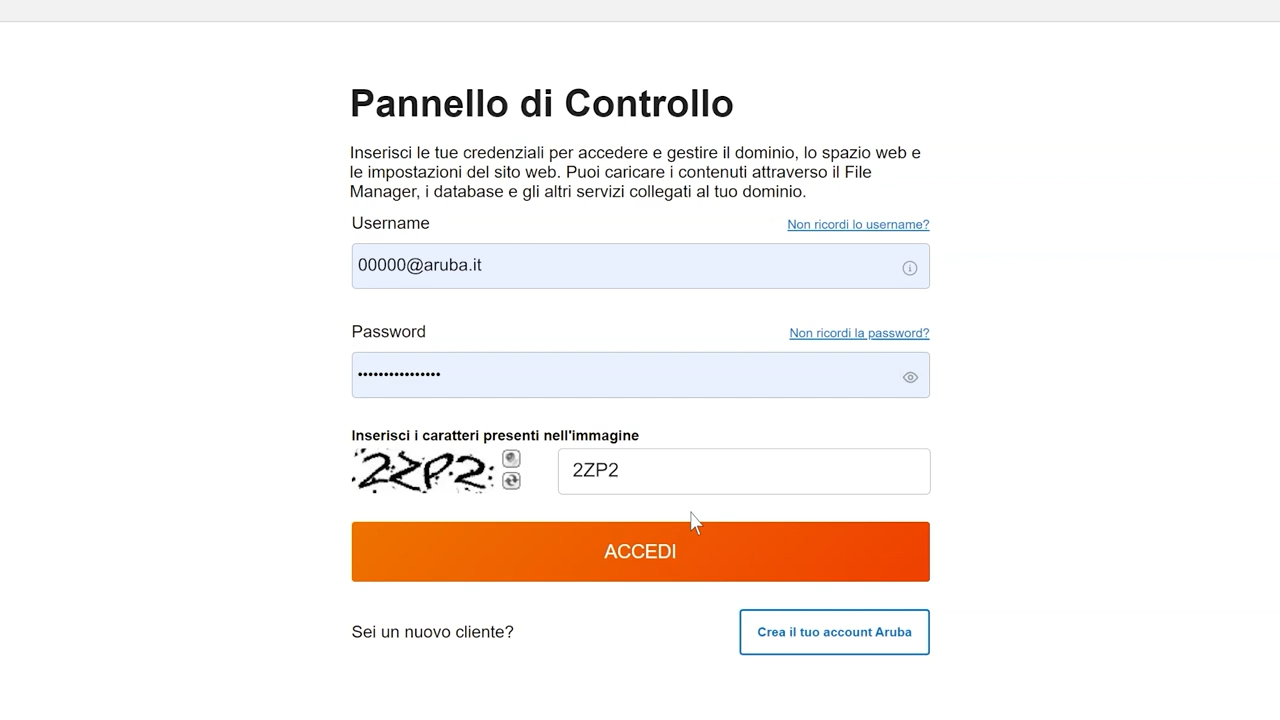 Pannello di Controllo
Inserisci le tue credenziali per accedere e gestire il dominio, lo spazio web e
le impostazioni del sito web. Puoi caricare i contenuti attraverso il File
Manager, i database e gli altri servizi collegati al tuo dominio.
Username
Non ricordi lo username?
00000@aruba.it
Password
Non ricordi la password?
••••••••••••••••
Inserisci i caratteri presenti nell'immagine
2ZP2
2ZP2
ACCEDI
Sei un nuovo cliente?
Crea il tuo account Aruba